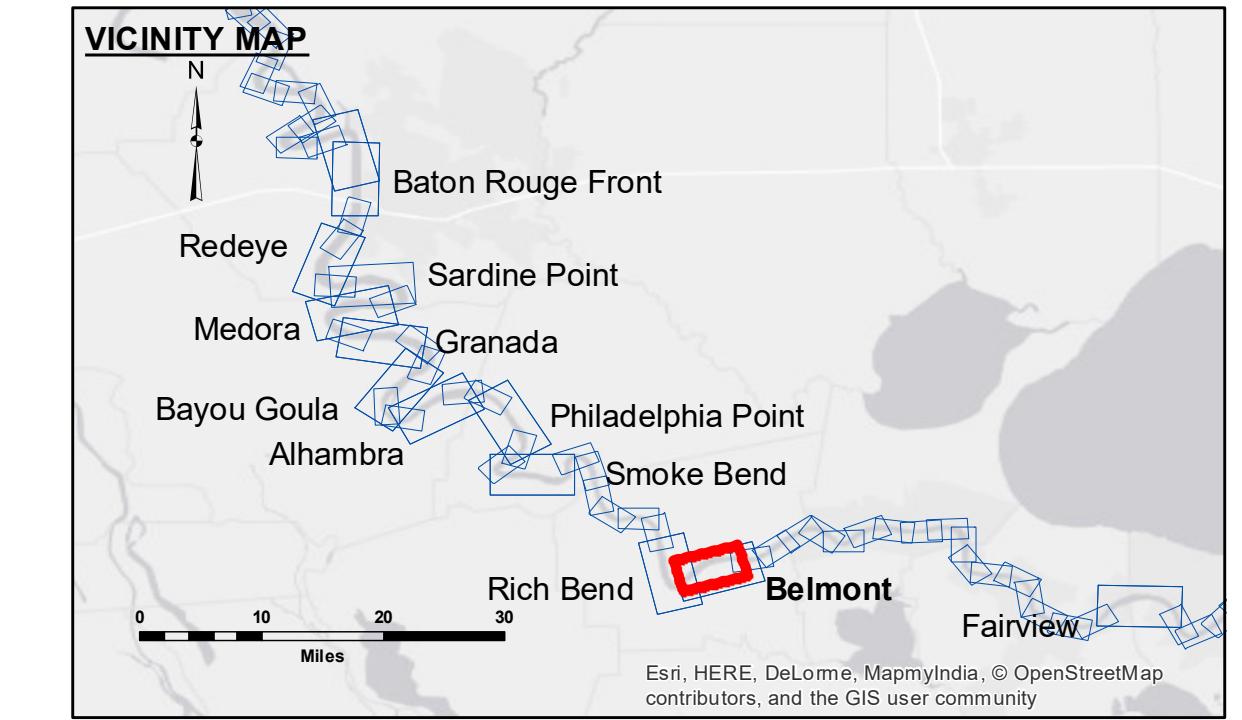 VICINITY MAP
N
Baton Rouge Front
Redeye
Sardine Point
Medora
Granada
Bayou Goula
Philadelphia Point
Alhambra
Smoke Bend
Rich Bend
Belmont
Fairview
0 10 20 30
Miles
Esri, HERE, DeLorme, MapmyIndia, © OpenStreetMap
contributors, and the GIS user community